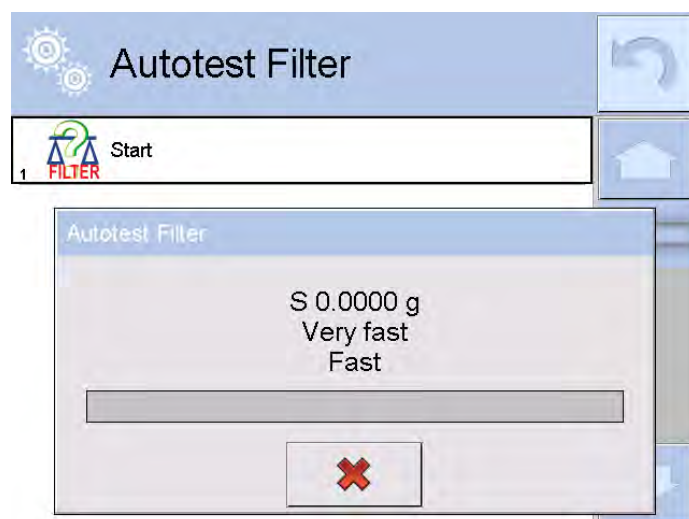 Autotest Filter
Start
1 FILTER
Autotest Filter
S 0.0000 g
Very fast
Fast